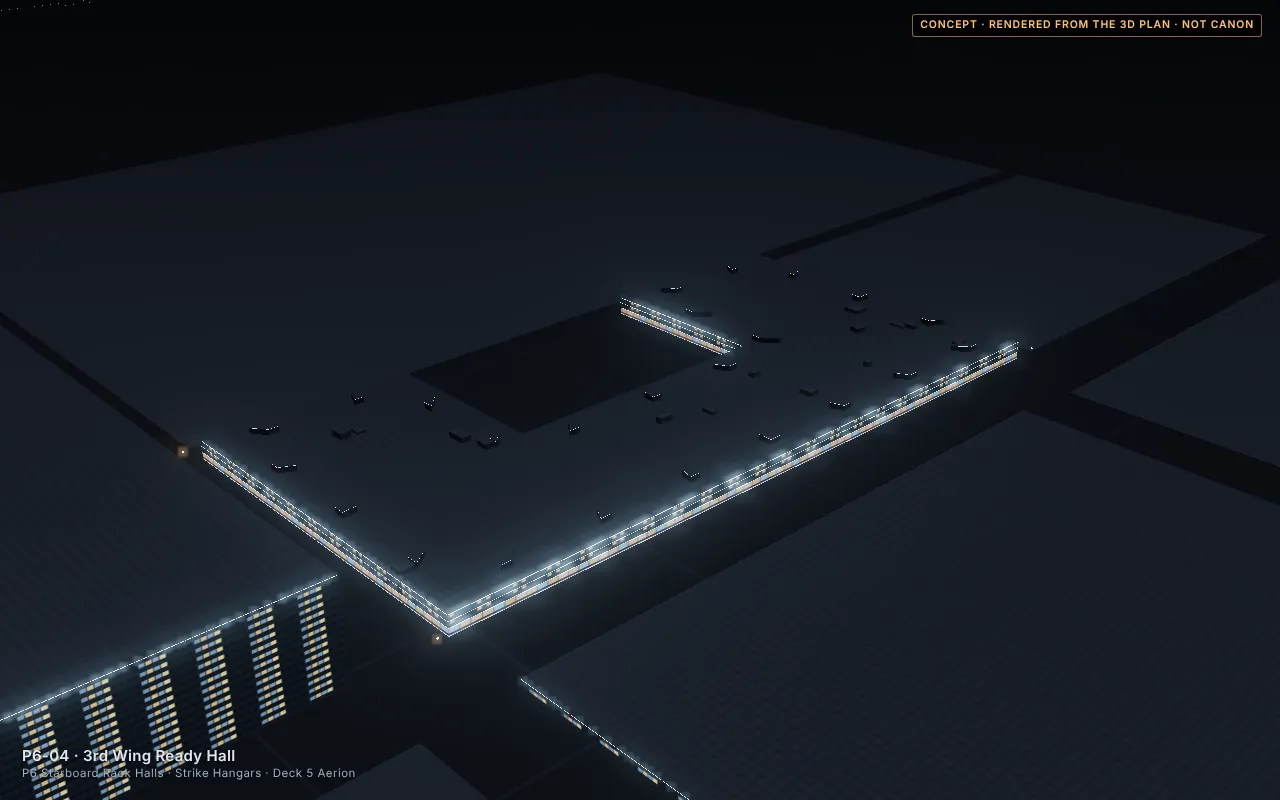 CONCEPT · RENDERED FROM THE 3D PLAN · NOT CANON
P6-04 · 3rd Wing Ready Hall
P6 Starboard Rack Halls · Strike Hangars · Deck 5 Aerion